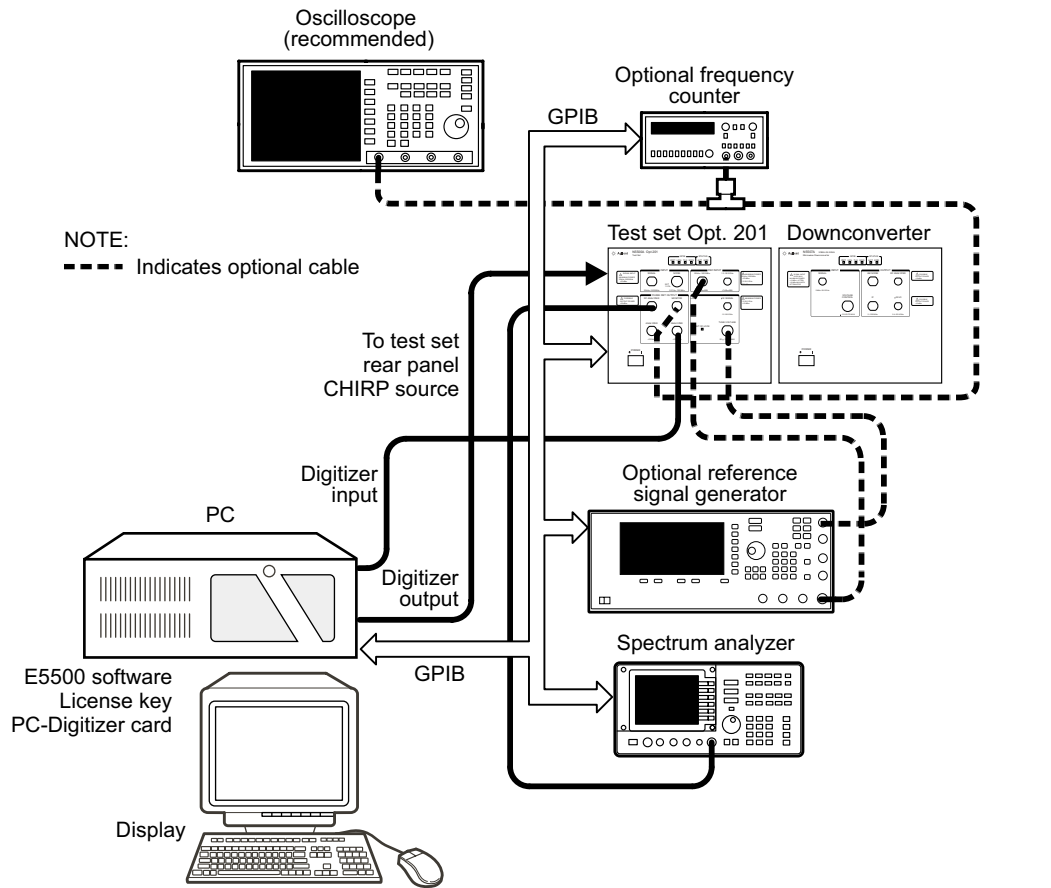 Oscilloscope
(recommended)
Optional frequency
counter
GPIB
NOTE:
Indicates optional cable
Test set Opt. 201
Downconverter
To test set
rear panel
CHIRP source
Digitizer
input
Optional reference
signal generator
PC
Digitizer
output
GPIB
Spectrum analyzer
E5500 software
License key
PC-Digitizer card
Display